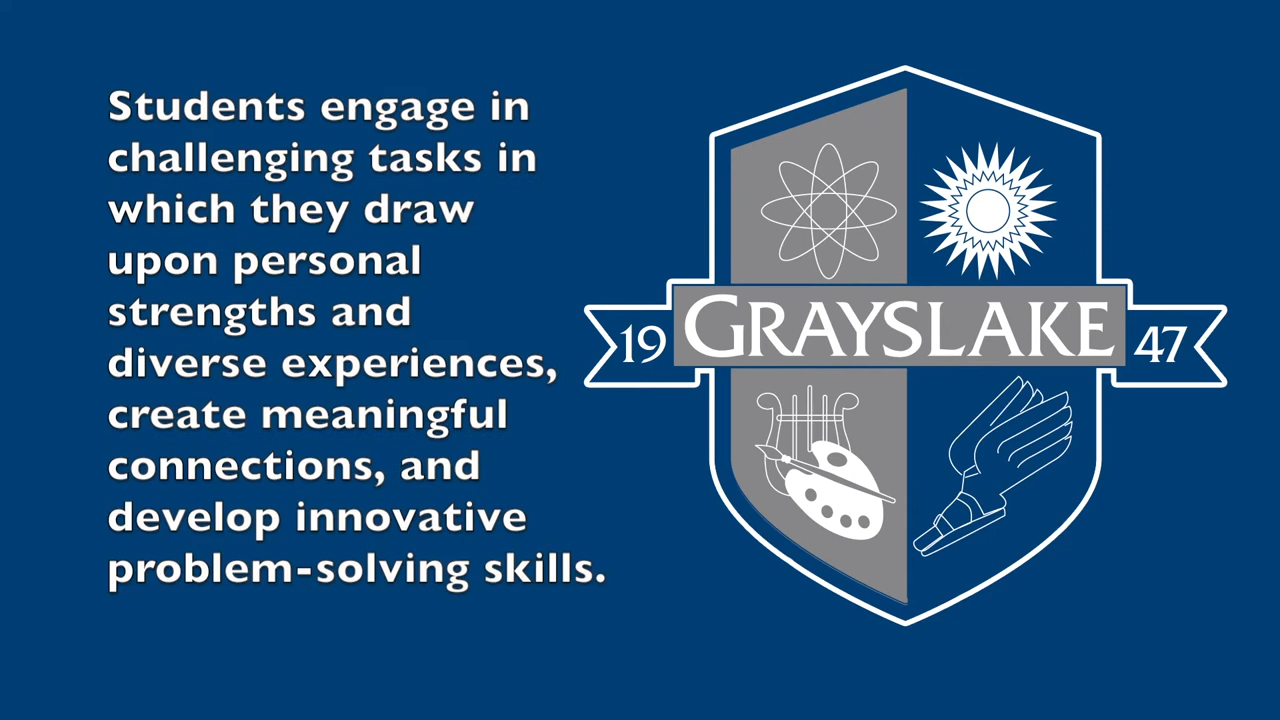 Students engage in
challenging tasks in
which they draw
upon personal
strengths and
diverse experiences,
create meaningful
connections, and
develop innovative
problem-solving skills.
19 GRAYSLAKE 47